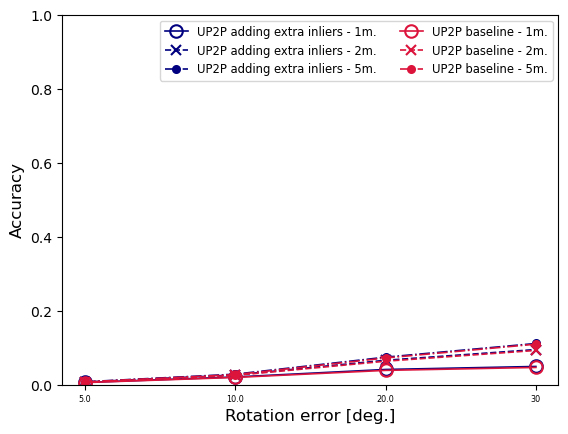 UP2P adding extra inliers - 1m.
UP2P adding extra inliers - 2m.
UP2P adding extra inliers - 5m.
UP2P baseline - 1m.
UP2P baseline - 2m.
UP2P baseline - 5m.
1.0
0.8
0.6
0.4
0.2
0.0
Accuracy
5.0 10.0 20.0 30
Rotation error [deg.]